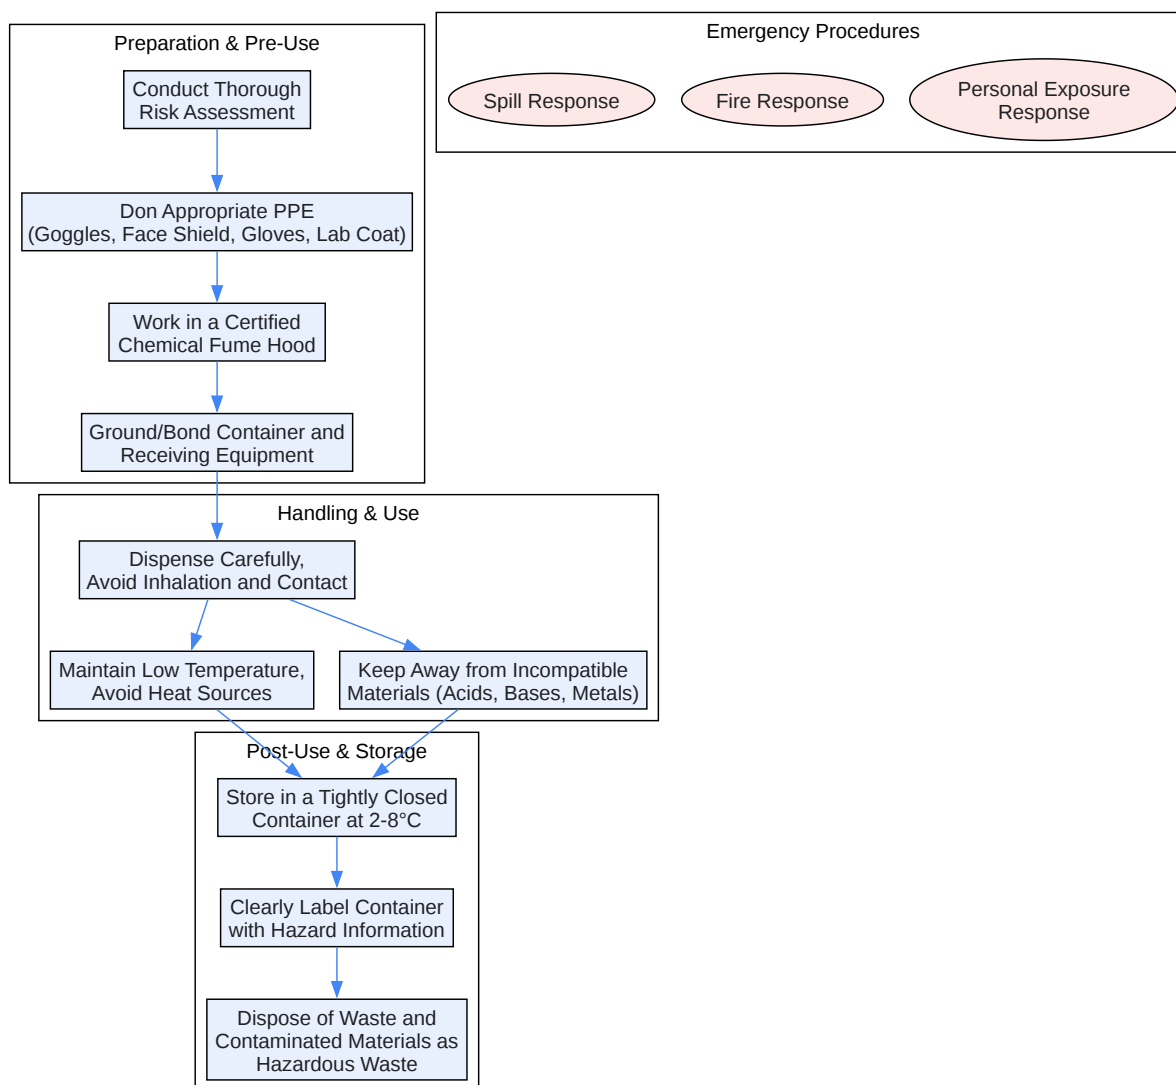 Preparation & Pre-Use
Conduct Thorough
Risk Assessment
Don Appropriate PPE
(Goggles, Face Shield, Gloves, Lab Coat)
Work in a Certified
Chemical Fume Hood
Ground/Bond Container and
Receiving Equipment
Emergency Procedures
Spill Response
Fire Response
Personal Exposure
Response
Handling & Use
Dispense Carefully,
Avoid Inhalation and Contact
Maintain Low Temperature,
Avoid Heat Sources
Keep Away from Incompatible
Materials (Acids, Bases, Metals)
Post-Use & Storage
Store in a Tightly Closed
Container at 2-8°C
Clearly Label Container
with Hazard Information
Dispose of Waste and
Contaminated Materials as
Hazardous Waste